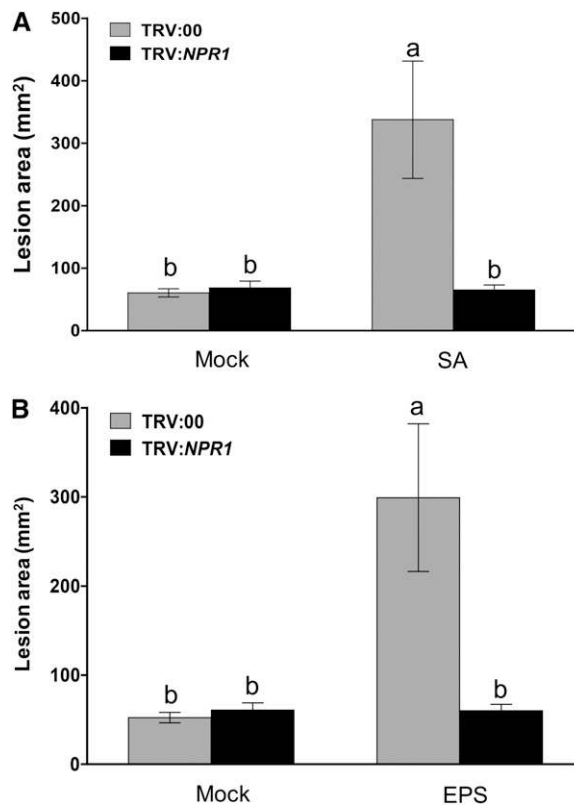 A
TRV:00
TRV:NPR1
Lesion area (mm²)
500
400
300
200
100
0
b
b
a
b
Mock
SA
B
TRV:00
TRV:NPR1
Lesion area (mm²)
400
300
200
100
0
b
b
a
b
Mock
EPS